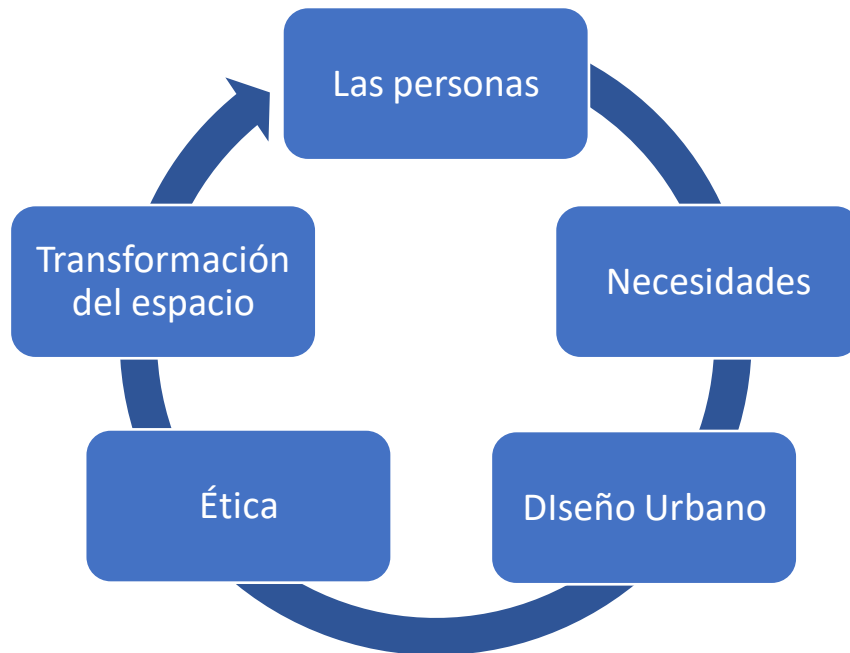 Las personas
Necesidades
DIseño Urbano
Ética
Transformación
del espacio